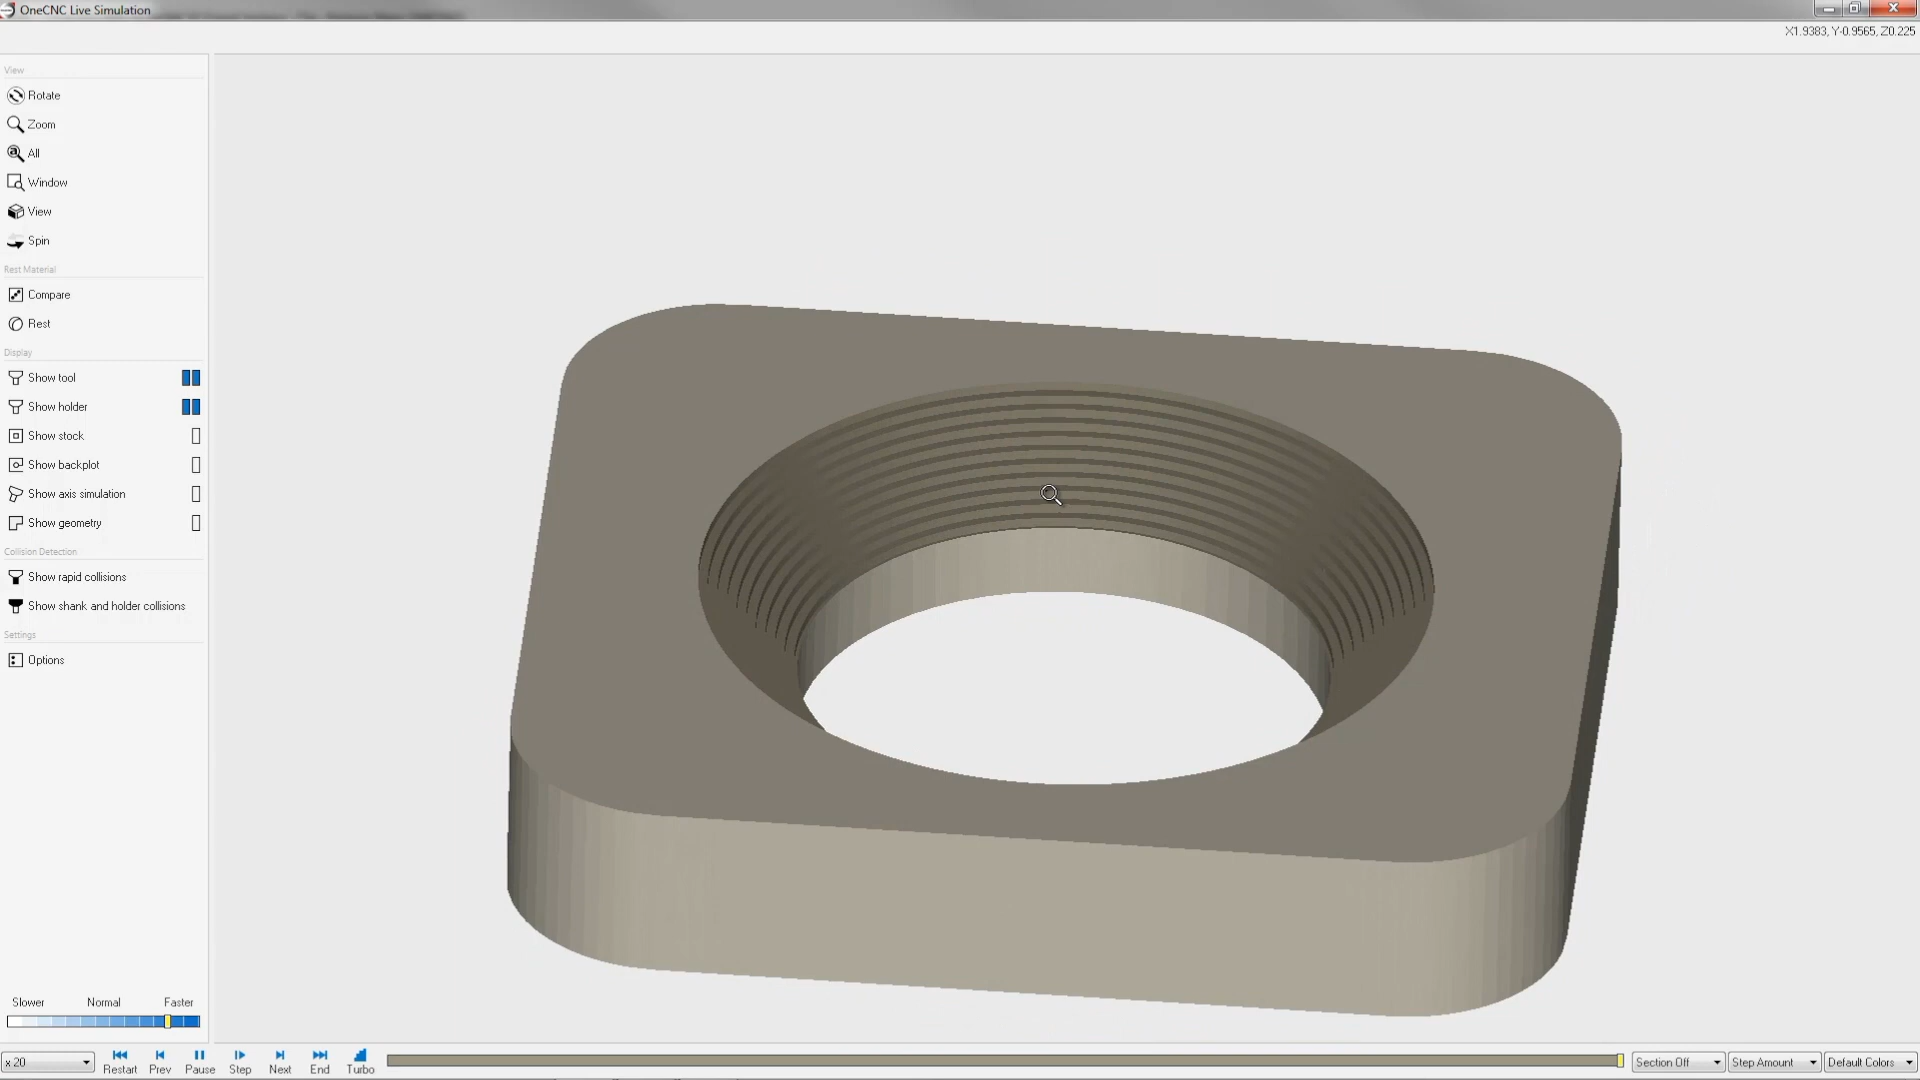 OneCNC Live Simulation
X1.9383, Y-0.9565, Z0.225
View
Rotate
Zoom
All
Window
View
Spin
Rest Material
Compare
Rest
Display
Show tool
Show holder
Show stock
Show backplot
Show axis simulation
Show geometry
Collision Detection
Show rapid collisions
Show shank and holder collisions
Settings
Options
Slower Normal Faster
x 20 Restart Prev Pause Step Next End Turbo Section Off Step Amount Default Colors